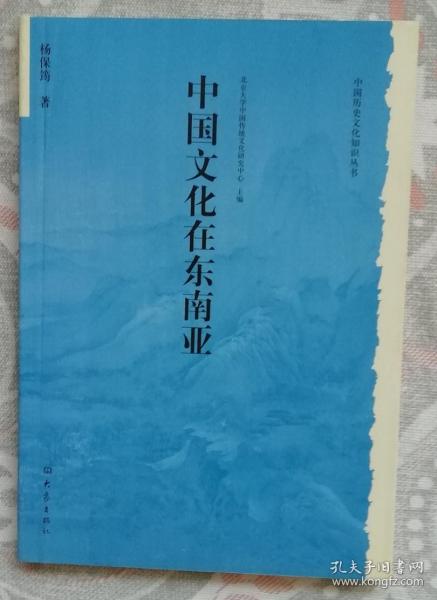 中国历史文化知识丛书
北京大学中国传统文化研究中心 主编
中国文化在东南亚
杨保筠 著
大象出版社
孔夫子旧书网
www.kongfz.com